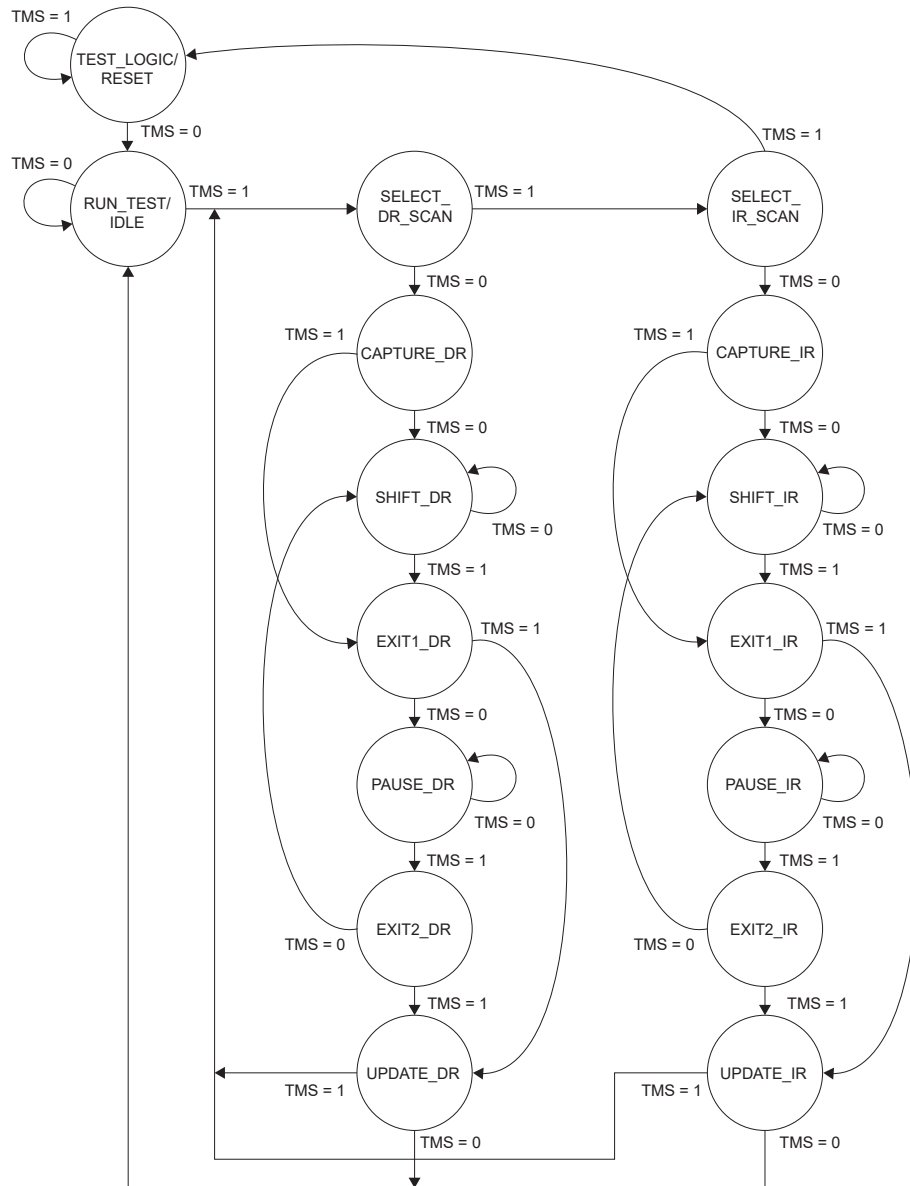 TMS = 1
TEST_LOGIC/
RESET
TMS = 0
TMS = 1
TMS = 0
RUN_TEST/
IDLE
TMS = 1
SELECT_
DR_SCAN
TMS = 1
SELECT_
IR_SCAN
TMS = 0
TMS = 0
TMS = 1
CAPTURE_DR
TMS = 1
CAPTURE_IR
TMS = 0
TMS = 0
SHIFT_DR
SHIFT_IR
TMS = 0
TMS = 0
TMS = 1
TMS = 1
EXIT1_DR
TMS = 1
EXIT1_IR
TMS = 1
TMS = 0
TMS = 0
PAUSE_DR
PAUSE_IR
TMS = 0
TMS = 0
TMS = 1
TMS = 1
EXIT2_DR
EXIT2_IR
TMS = 0
TMS = 0
TMS = 1
TMS = 1
UPDATE_DR
UPDATE_IR
TMS = 1
TMS = 1
TMS = 0
TMS = 0